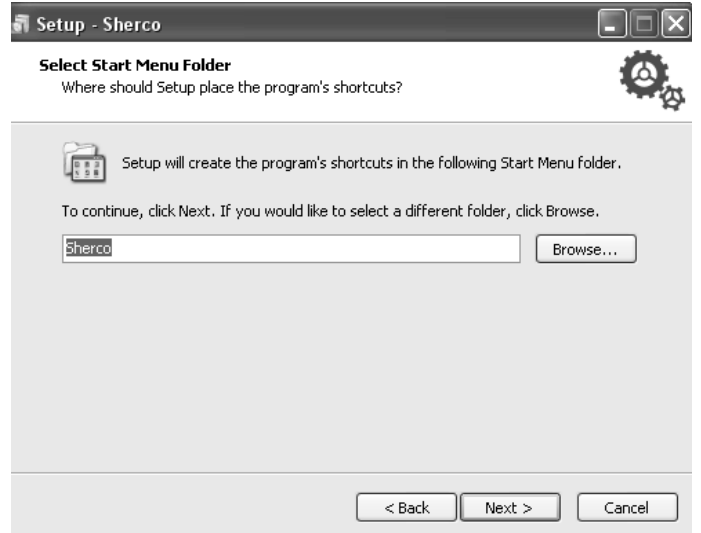 Setup - Sherco
Select Start Menu Folder
Where should Setup place the program's shortcuts?
Setup will create the program's shortcuts in the following Start Menu folder.
To continue, click Next. If you would like to select a different folder, click Browse.
Sherco
Browse...
< Back
Next >
Cancel